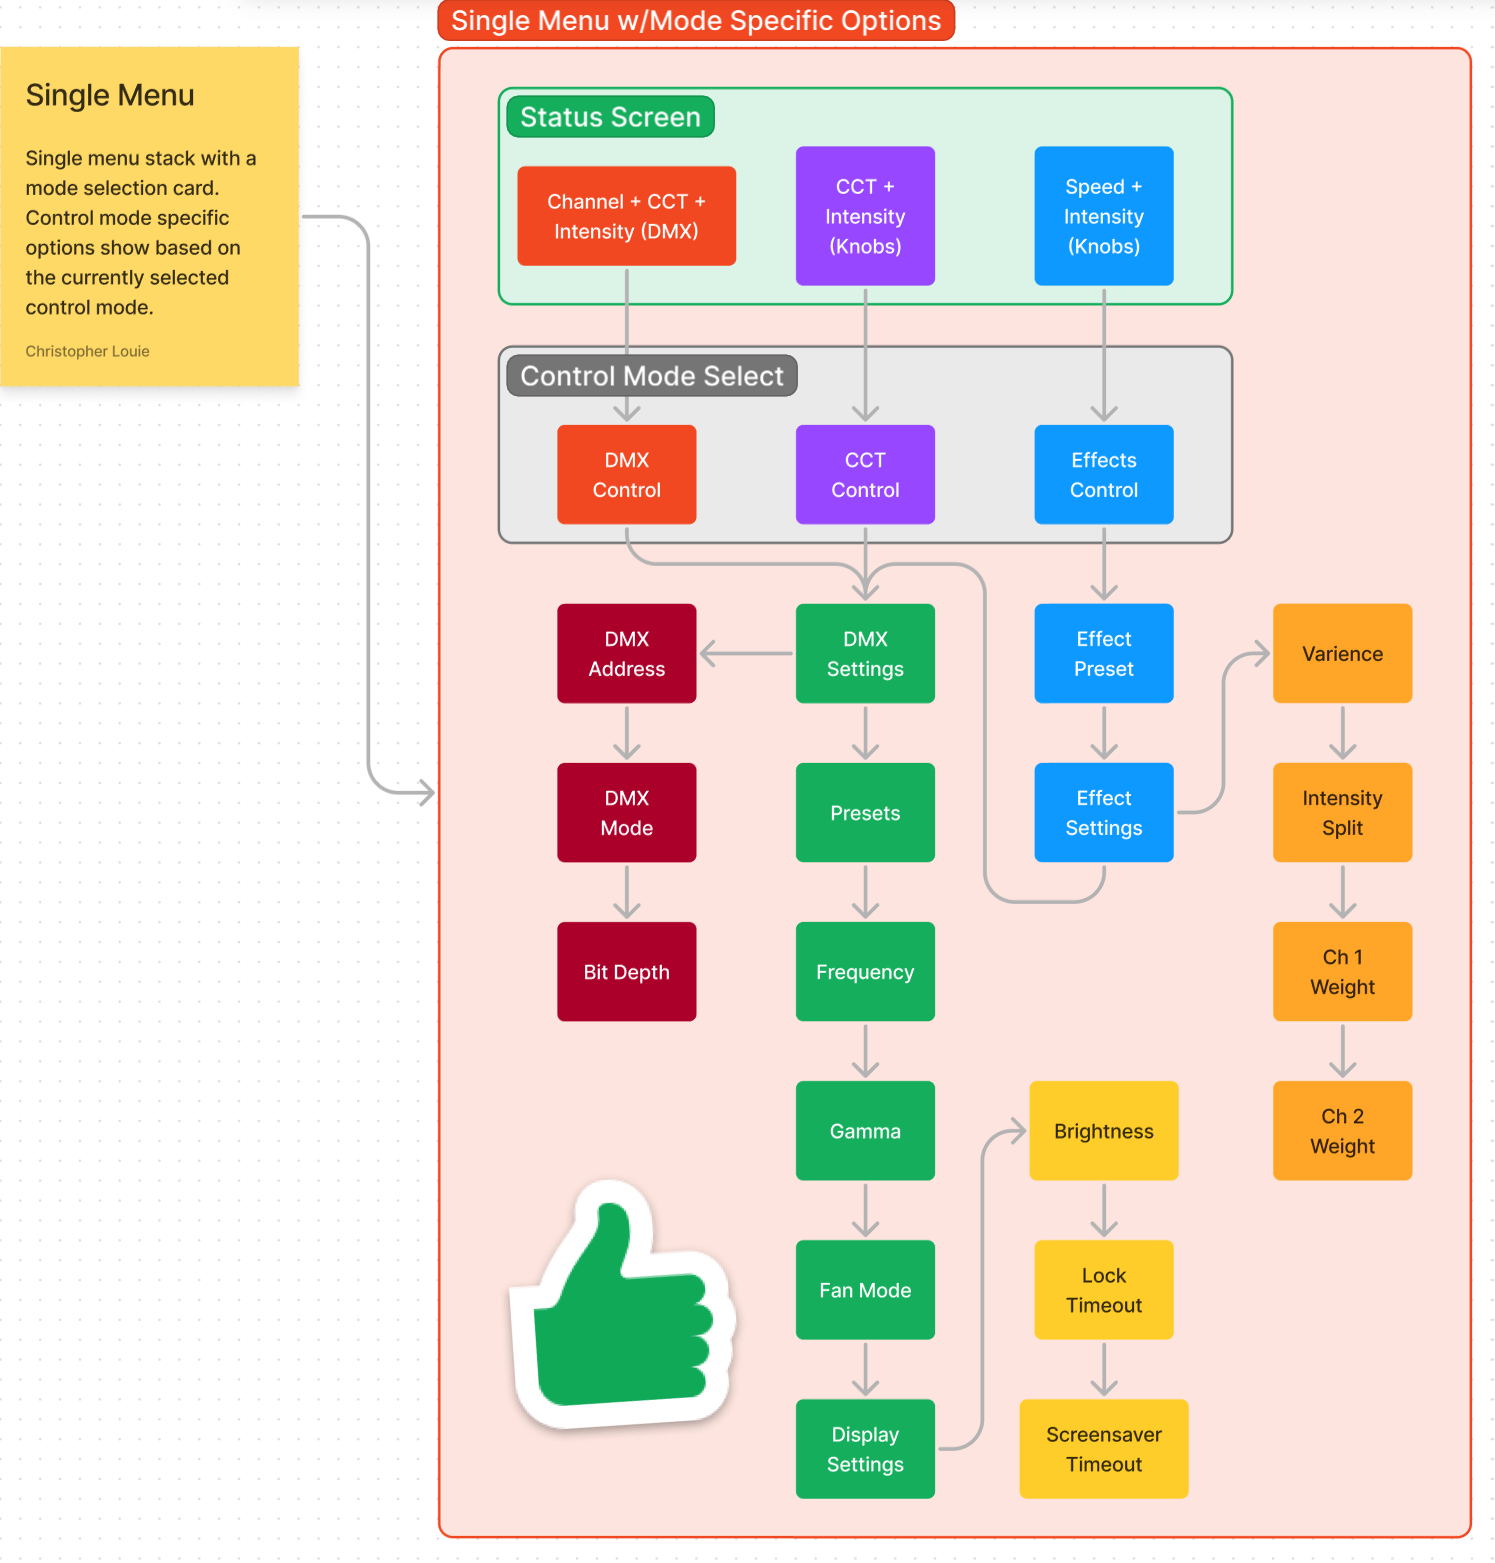 Single Menu w/Mode Specific Options
Single Menu
Single menu stack with a
mode selection card.
Control mode specific
options show based on
the currently selected
control mode.
Christopher Louie
Status Screen
Channel + CCT +
Intensity (DMX)
CCT +
Intensity
(Knobs)
Speed +
Intensity
(Knobs)
Control Mode Select
DMX
Control
CCT
Control
Effects
Control
DMX
Address
DMX
Settings
Effect
Preset
Varience
DMX
Mode
Presets
Effect
Settings
Intensity
Split
Bit Depth
Frequency
Ch 1
Weight
Gamma
Brightness
Ch 2
Weight
Fan Mode
Lock
Timeout
Display
Settings
Screensaver
Timeout